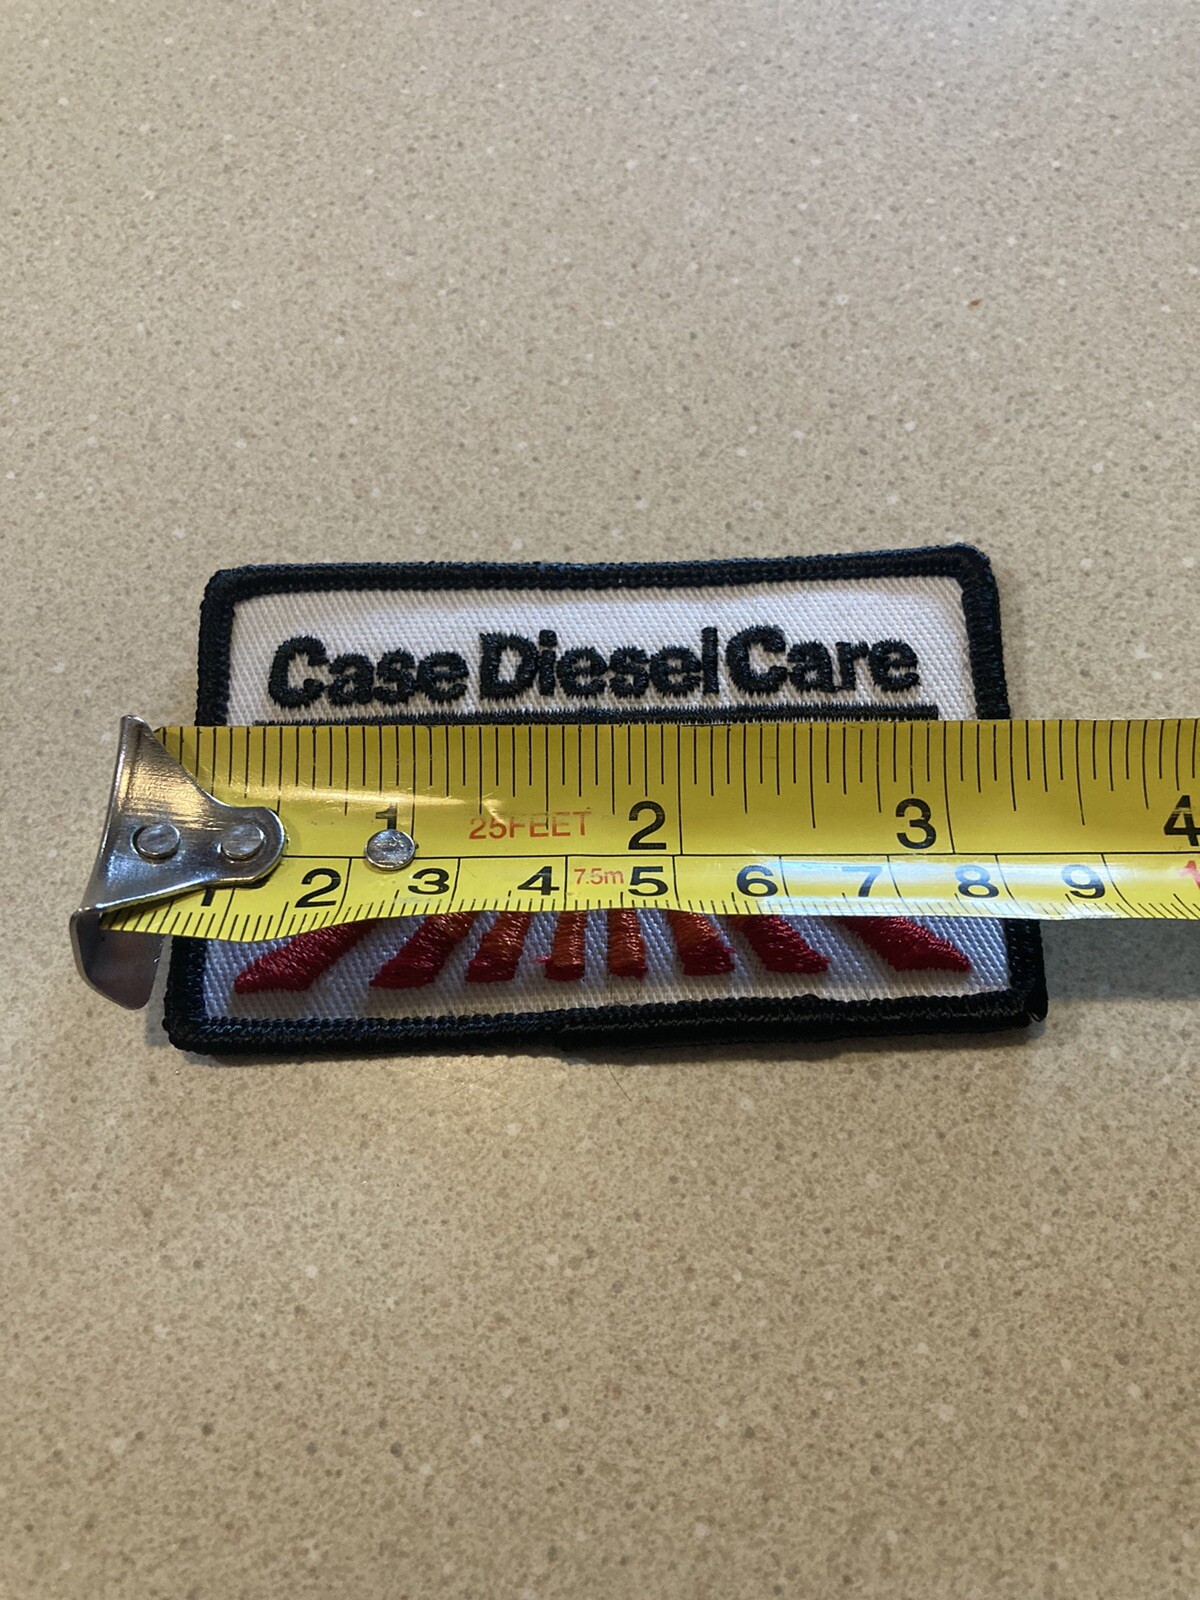 Case Diesel Care
1 25FEET 2 3 4
1 2 3 4 7.5m 5 6 7 8 9 1